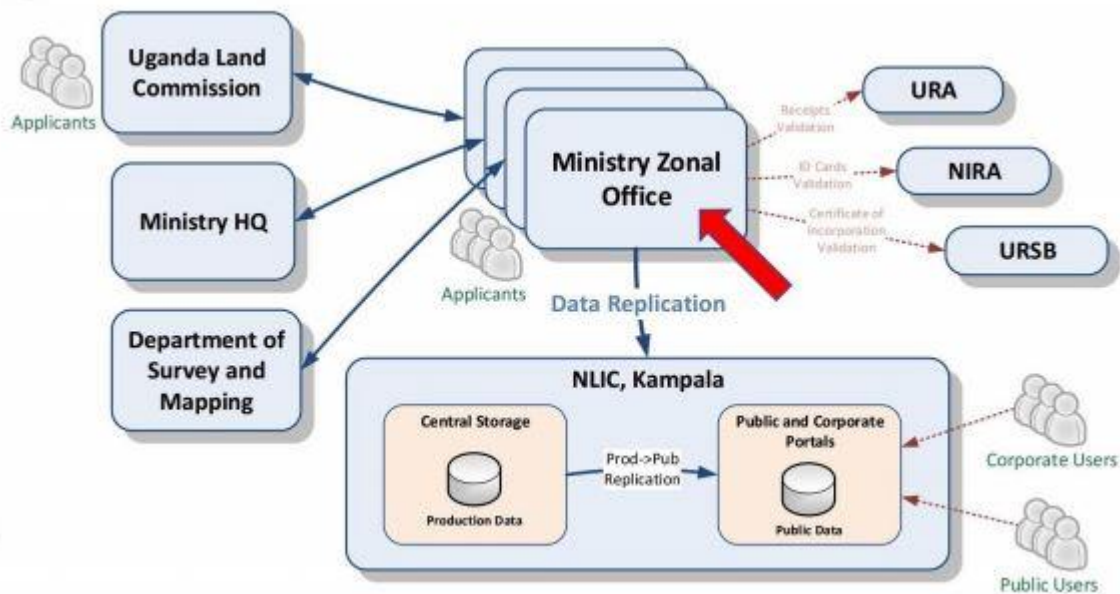 Uganda Land
Commission
Applicants
Ministry HQ
Department of
Survey and
Mapping
Ministry Zonal
Office
Applicants
Receipts
Validation
URA
ID Cards
Validation
NIRA
Certificate of
Incorporation
Validation
URSB
Data Replication
NLIC, Kampala
Central Storage
Production Data
Prod->Pub
Replication
Public and Corporate
Portals
Public Data
Corporate Users
Public Users